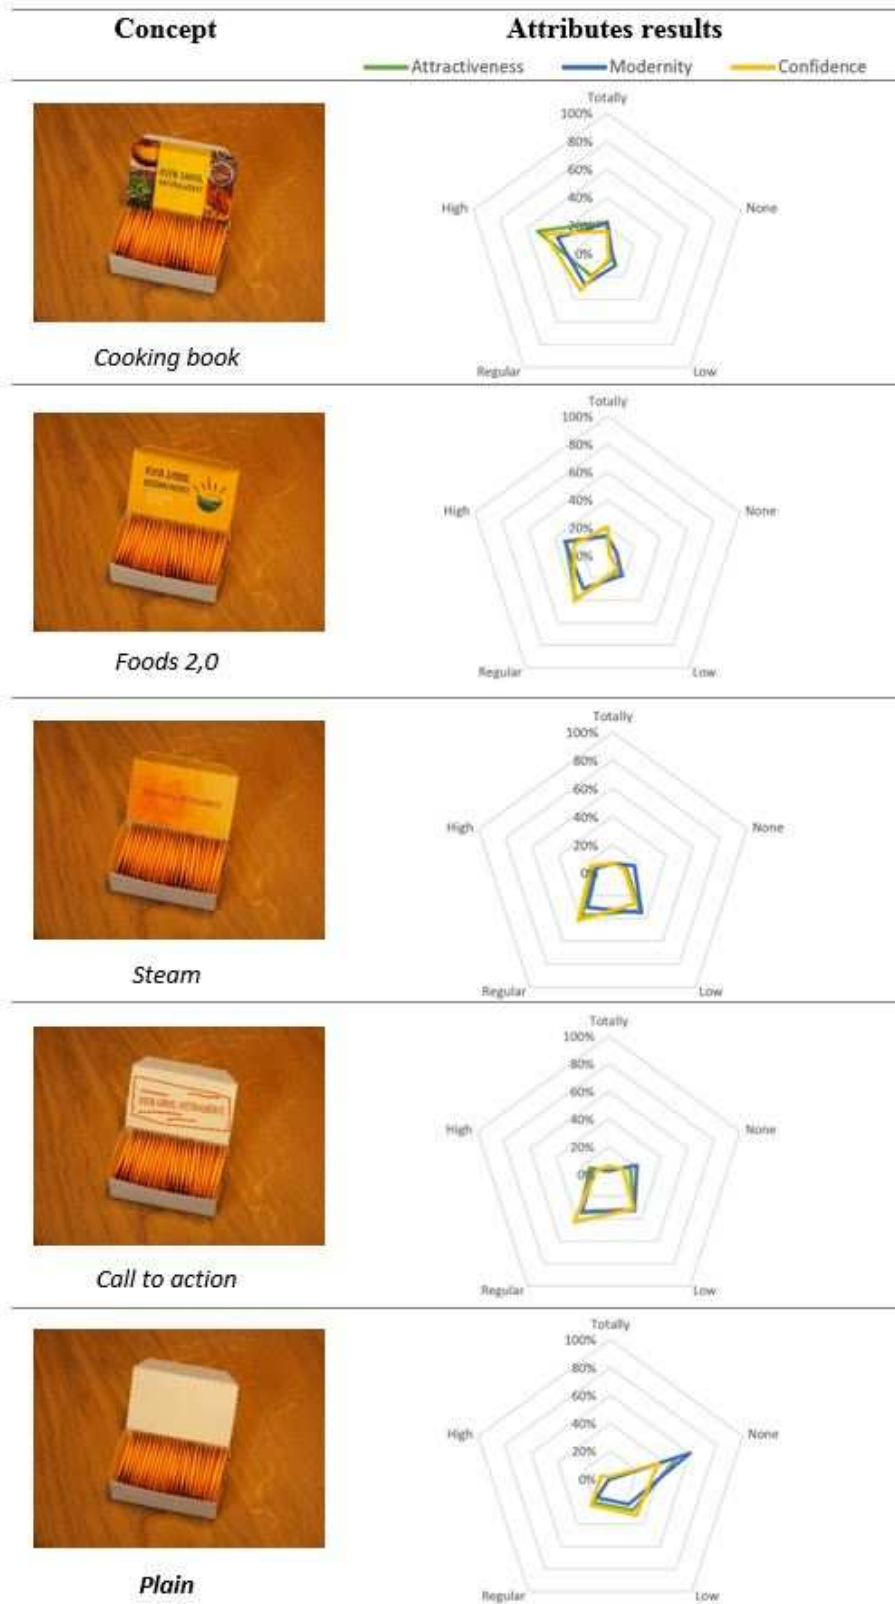 Concept
Attributes results
Attractiveness
Modernity
Confidence
Totally
100%
80%
60%
40%
0%
High
None
Regular
Low
Cooking book
Totally
100%
80%
60%
40%
20%
0%
High
None
Regular
Low
Foods 2,0
Totally
100%
80%
60%
40%
20%
High
None
Regular
Low
Steam
Totally
100%
80%
60%
40%
20%
High
None
Regular
Low
Call to action
Totally
100%
80%
60%
40%
20%
0%
High
None
Regular
Low
Plain